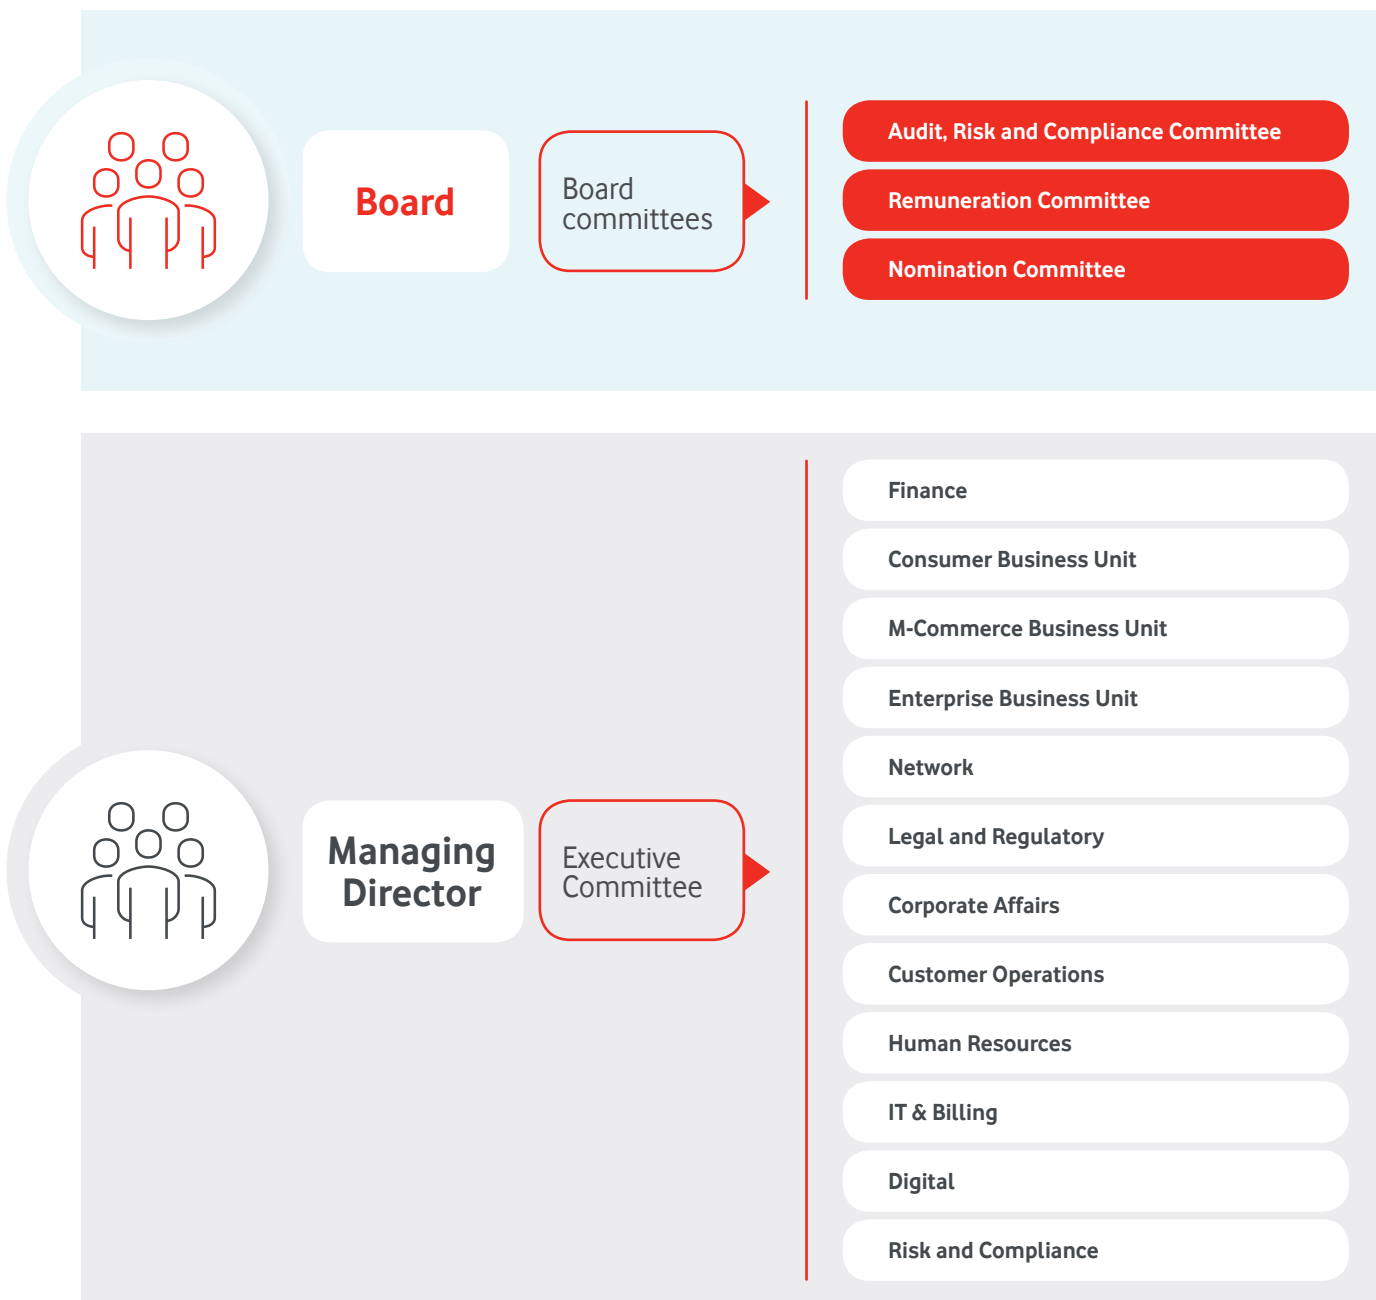 Board
Board
committees
Audit, Risk and Compliance Committee
Remuneration Committee
Nomination Committee
Managing
Director
Executive
Committee
Finance
Consumer Business Unit
M-Commerce Business Unit
Enterprise Business Unit
Network
Legal and Regulatory
Corporate Affairs
Customer Operations
Human Resources
IT & Billing
Digital
Risk and Compliance